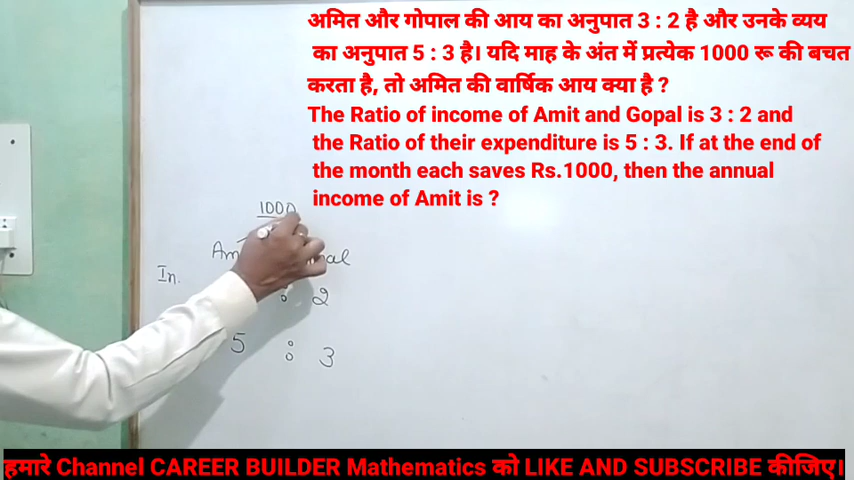 अमित और गोपाल की आय का अनुपात 3 : 2 है और उनके व्यय
का अनुपात 5 : 3 है। यदि माह के अंत में प्रत्येक 1000 रू की बचत
करता है, तो अमित की वार्षिक आय क्या है ?
The Ratio of income of Amit and Gopal is 3 : 2 and
the Ratio of their expenditure is 5 : 3. If at the end of
the month each saves Rs.1000, then the annual
income of Amit is ?
1000
In.
: 2
5 : 3
हमारे Channel CAREER BUILDER Mathematics को LIKE AND SUBSCRIBE कीजिए।